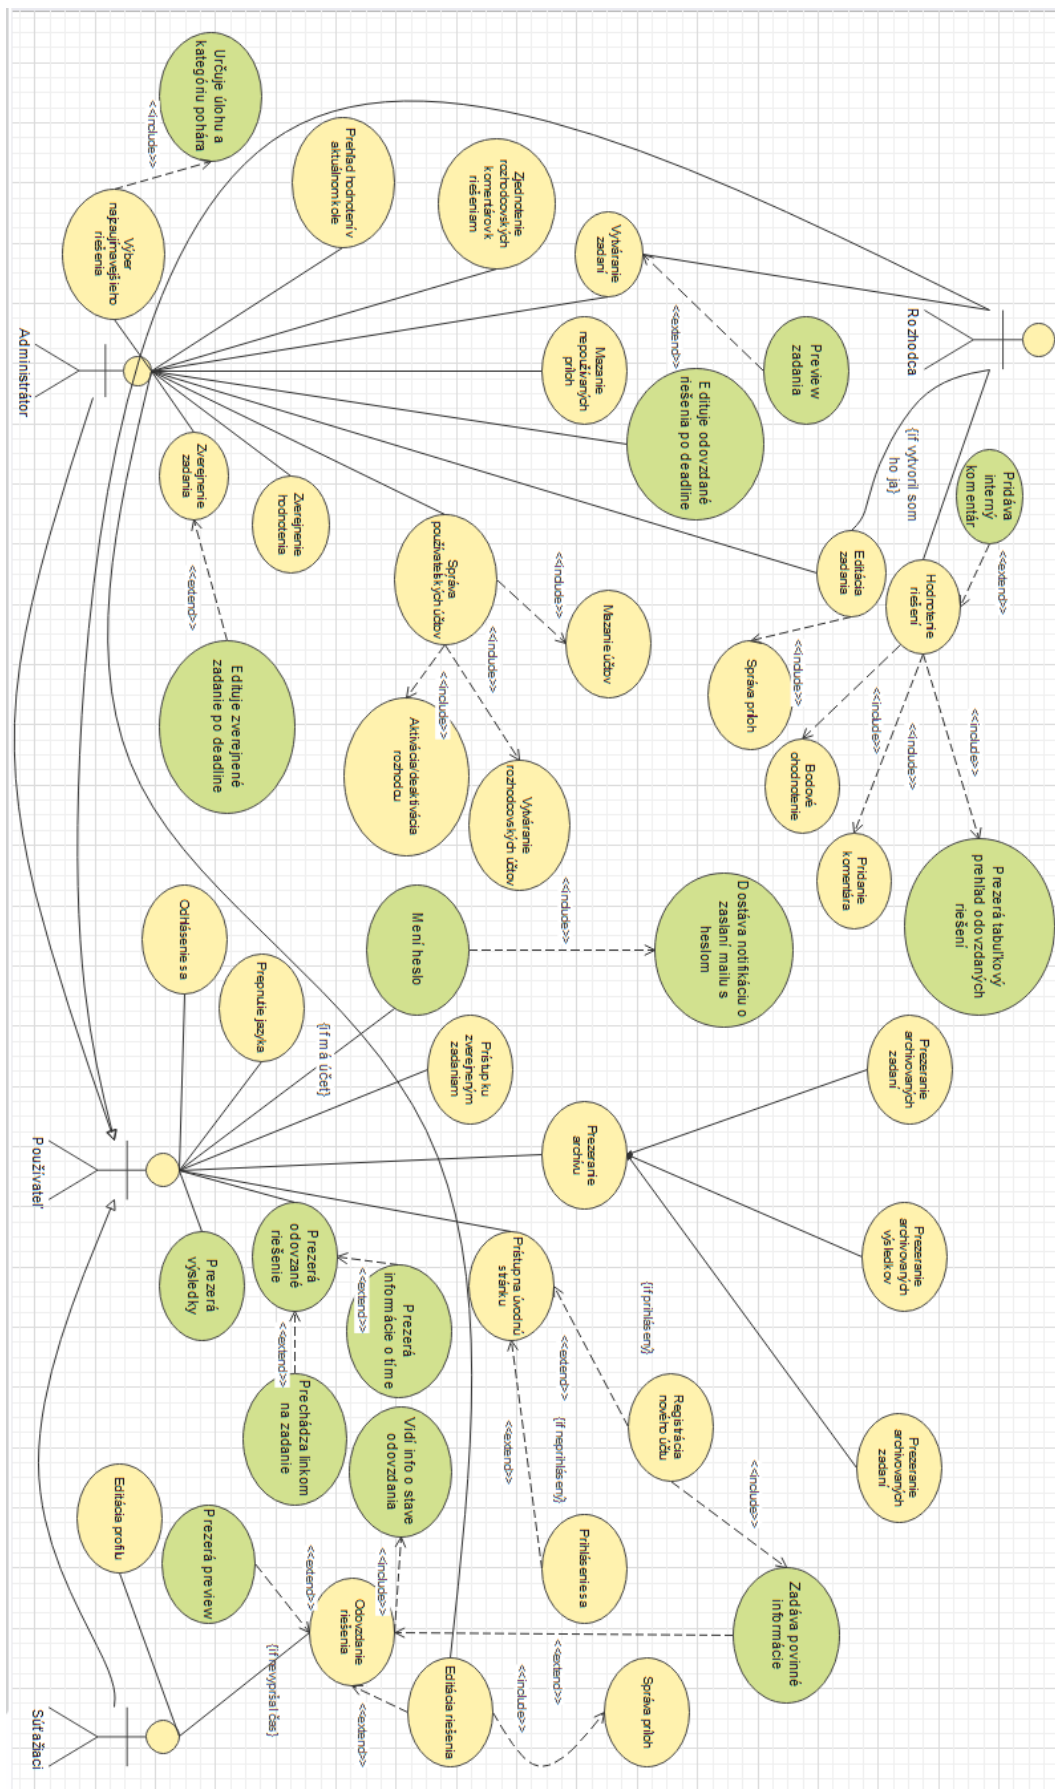 Určuje úlohu a
kategóriu pohára
<<include>>
Výber
najzaujímavejšieho
riešenia
Administrátor
Prehľad hodnotení v
aktuálnom kole
Zjednotenie
rozhodcovských
komentárov k
riešeniam
Vytváranie
zadaní
<<extend>>
Preview
zadania
Mazanie
nepoužívaných
príloh
Edituje odovzdané
riešenia po deadline
Rozhodca
{if vytvoril som
ho ja}
Pridáva
interný
komentár
<<extend>>
Zverejnenie
zadania
Zverejnenie
hodnotenia
<<extend>>
Edituje zverejnené
zadanie po deadline
Správa
používateľských účtov
<<include>>
Mazanie účtov
<<include>>
<<include>>
Aktivácia/deaktivácia
rozhodcu
Vytváranie
rozhodcovských účtov
Editácia
zadania
Hodnotenie
riešení
<<include>>
Správa príloh
<<include>>
<<include>>
<<include>>
Bodové
ohodnotenie
Pridanie
komentára
Prezerá tabuľkový
prehľad odovzdaných
riešení
Odhlásenie sa
Prepnutie jazyka
{if má účet}
Mení heslo
<<include>>
Dostáva notifikáciu o
zaslaní mailu s
heslom
Prístup ku
zverejneným
zadaniam
Prezeranie
archívu
Prezeranie
archivovaných
zadaní
Prezeranie
archivovaných
výsledkov
Prezeranie
archivovaných
zadaní
Používateľ
Prezerá
výsledky
Prezerá
odovzané
riešenie
<<extend>>
Prezerá
informácie o tíme
<<extend>>
Prechádza linkom
na zadanie
Prístup na úvodnú
stránku
{if prihlásený}
<<extend>>
{if neprihlásený}
<<extend>>
Registrácia
nového účtu
<<include>>
Prihlásenie sa
Zadáva povinné
informácie
Vidí info o stave
odovzdania
<<include>>
Editácia profilu
Prezerá preview
<<extend>>
Odovzdanie
riešenia
{if nevypršal čas}
<<extend>>
Editácia riešenia
<<include>>
<<extend>>
Správa príloh
Súťažiaci